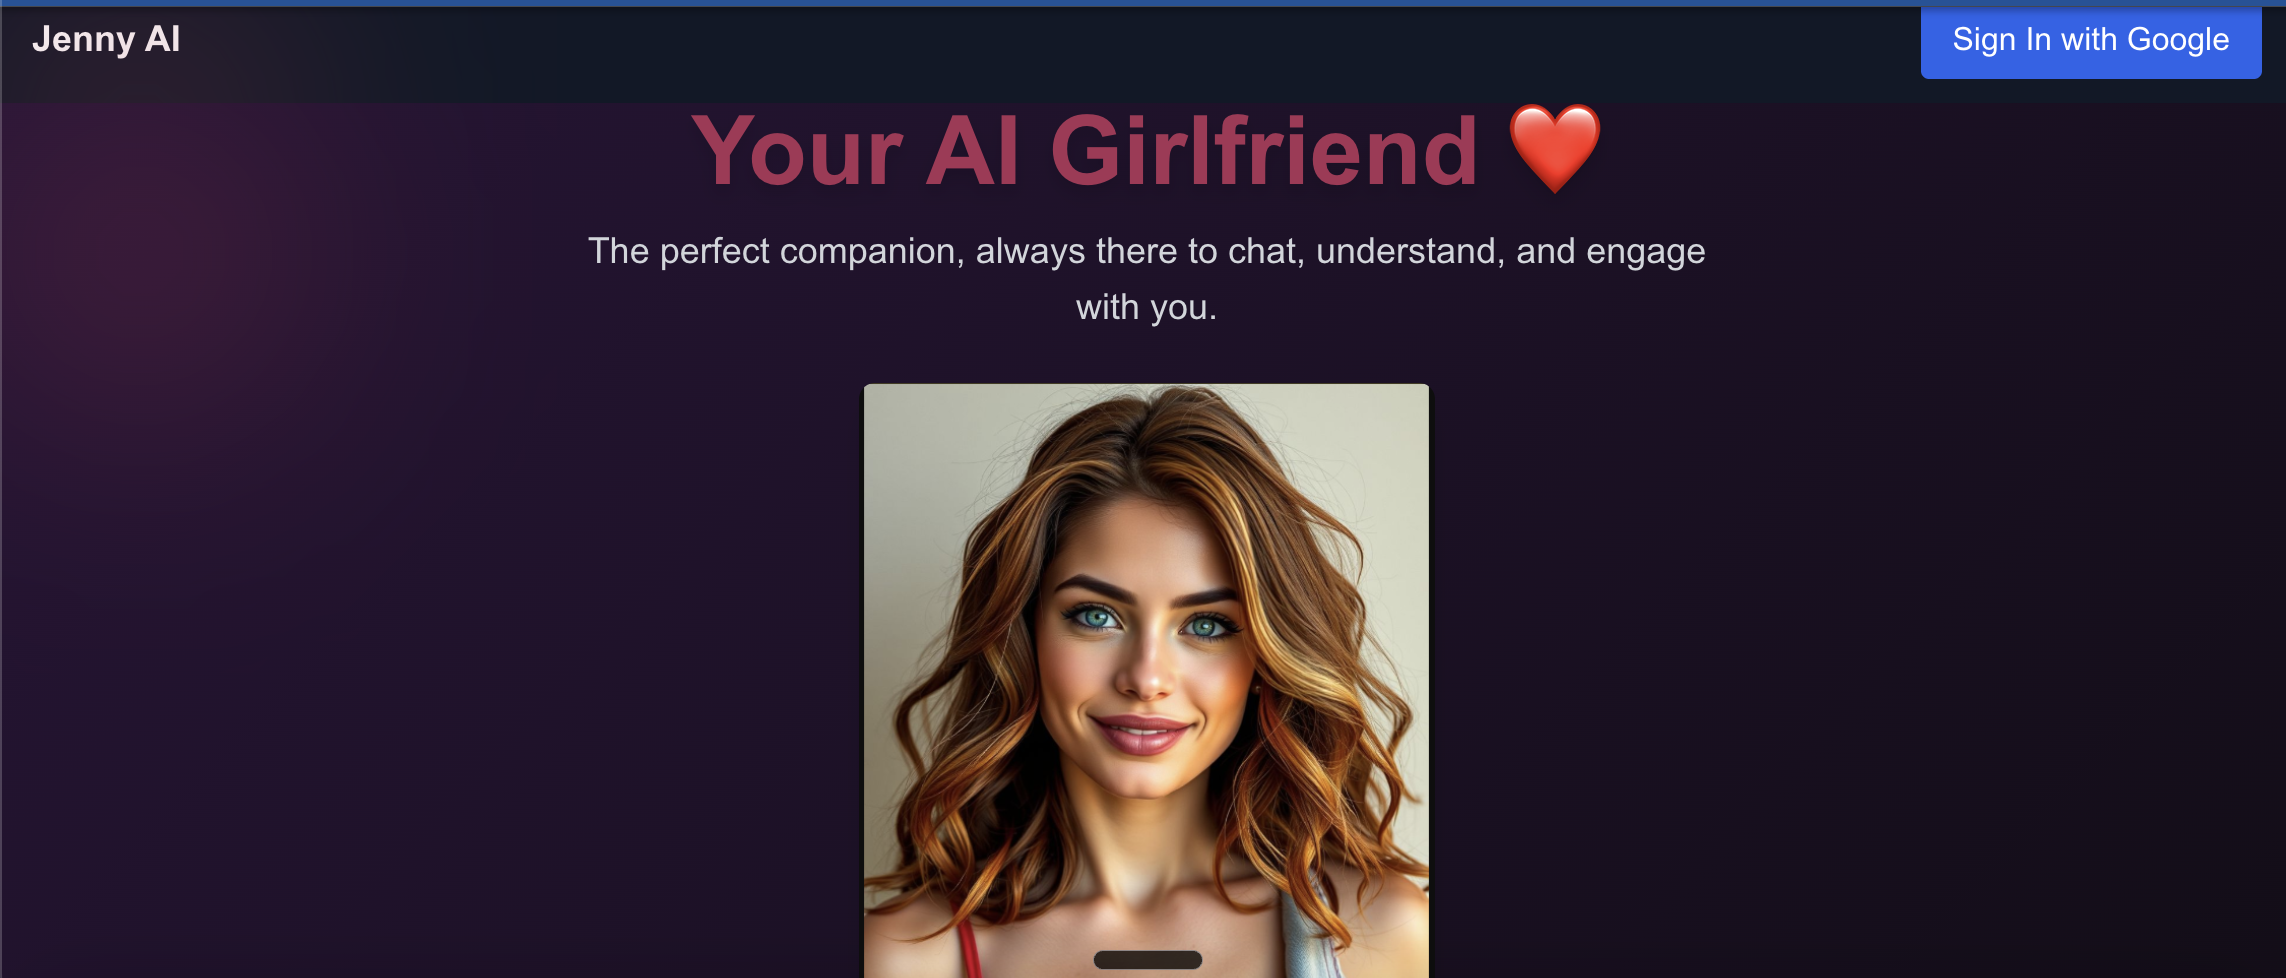 Jenny AI
Sign In with Google
Your AI Girlfriend ❤️
The perfect companion, always there to chat, understand, and engage
with you.